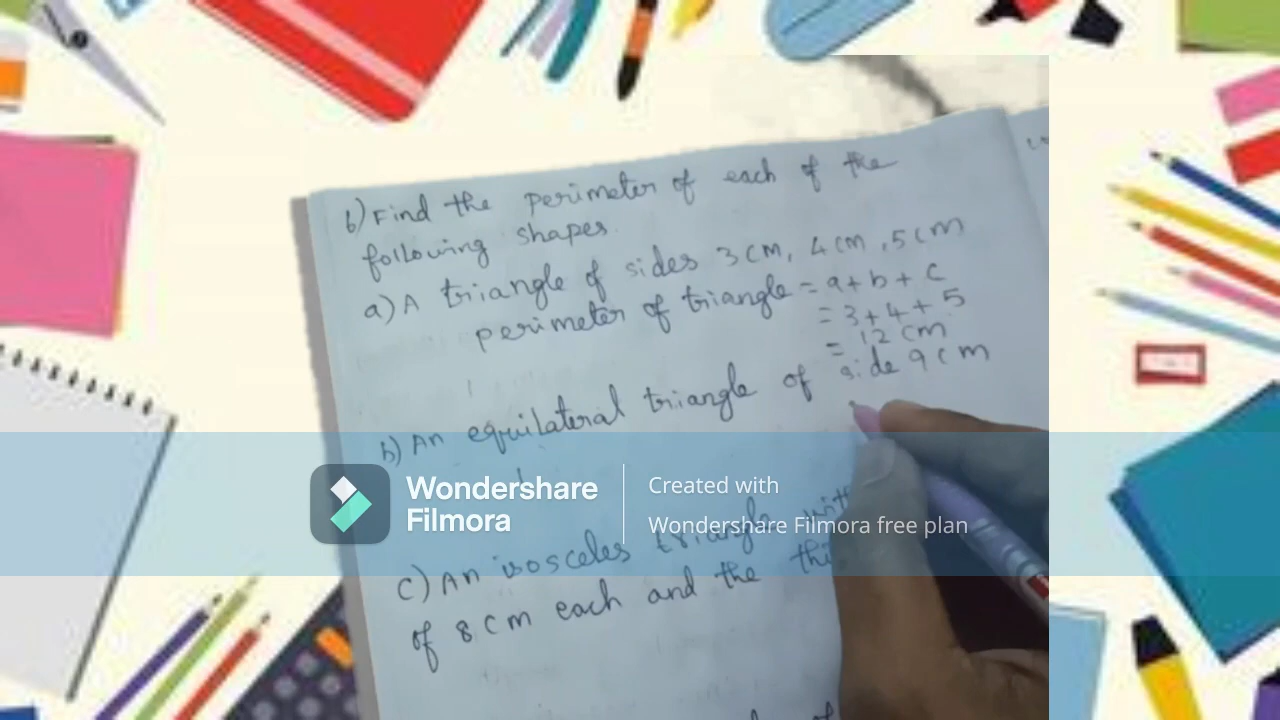 6) Find the perimeter of each of the
following shapes.
a) A triangle of sides 3 cm, 4 cm, 5 cm
perimeter of triangle = a + b + c
= 3 + 4 + 5
= 12 cm
b) An equilateral triangle of side 9 cm
Wondershare
Filmora
Created with
Wondershare Filmora free plan
c) An isosceles triangle
of 8 cm each and the